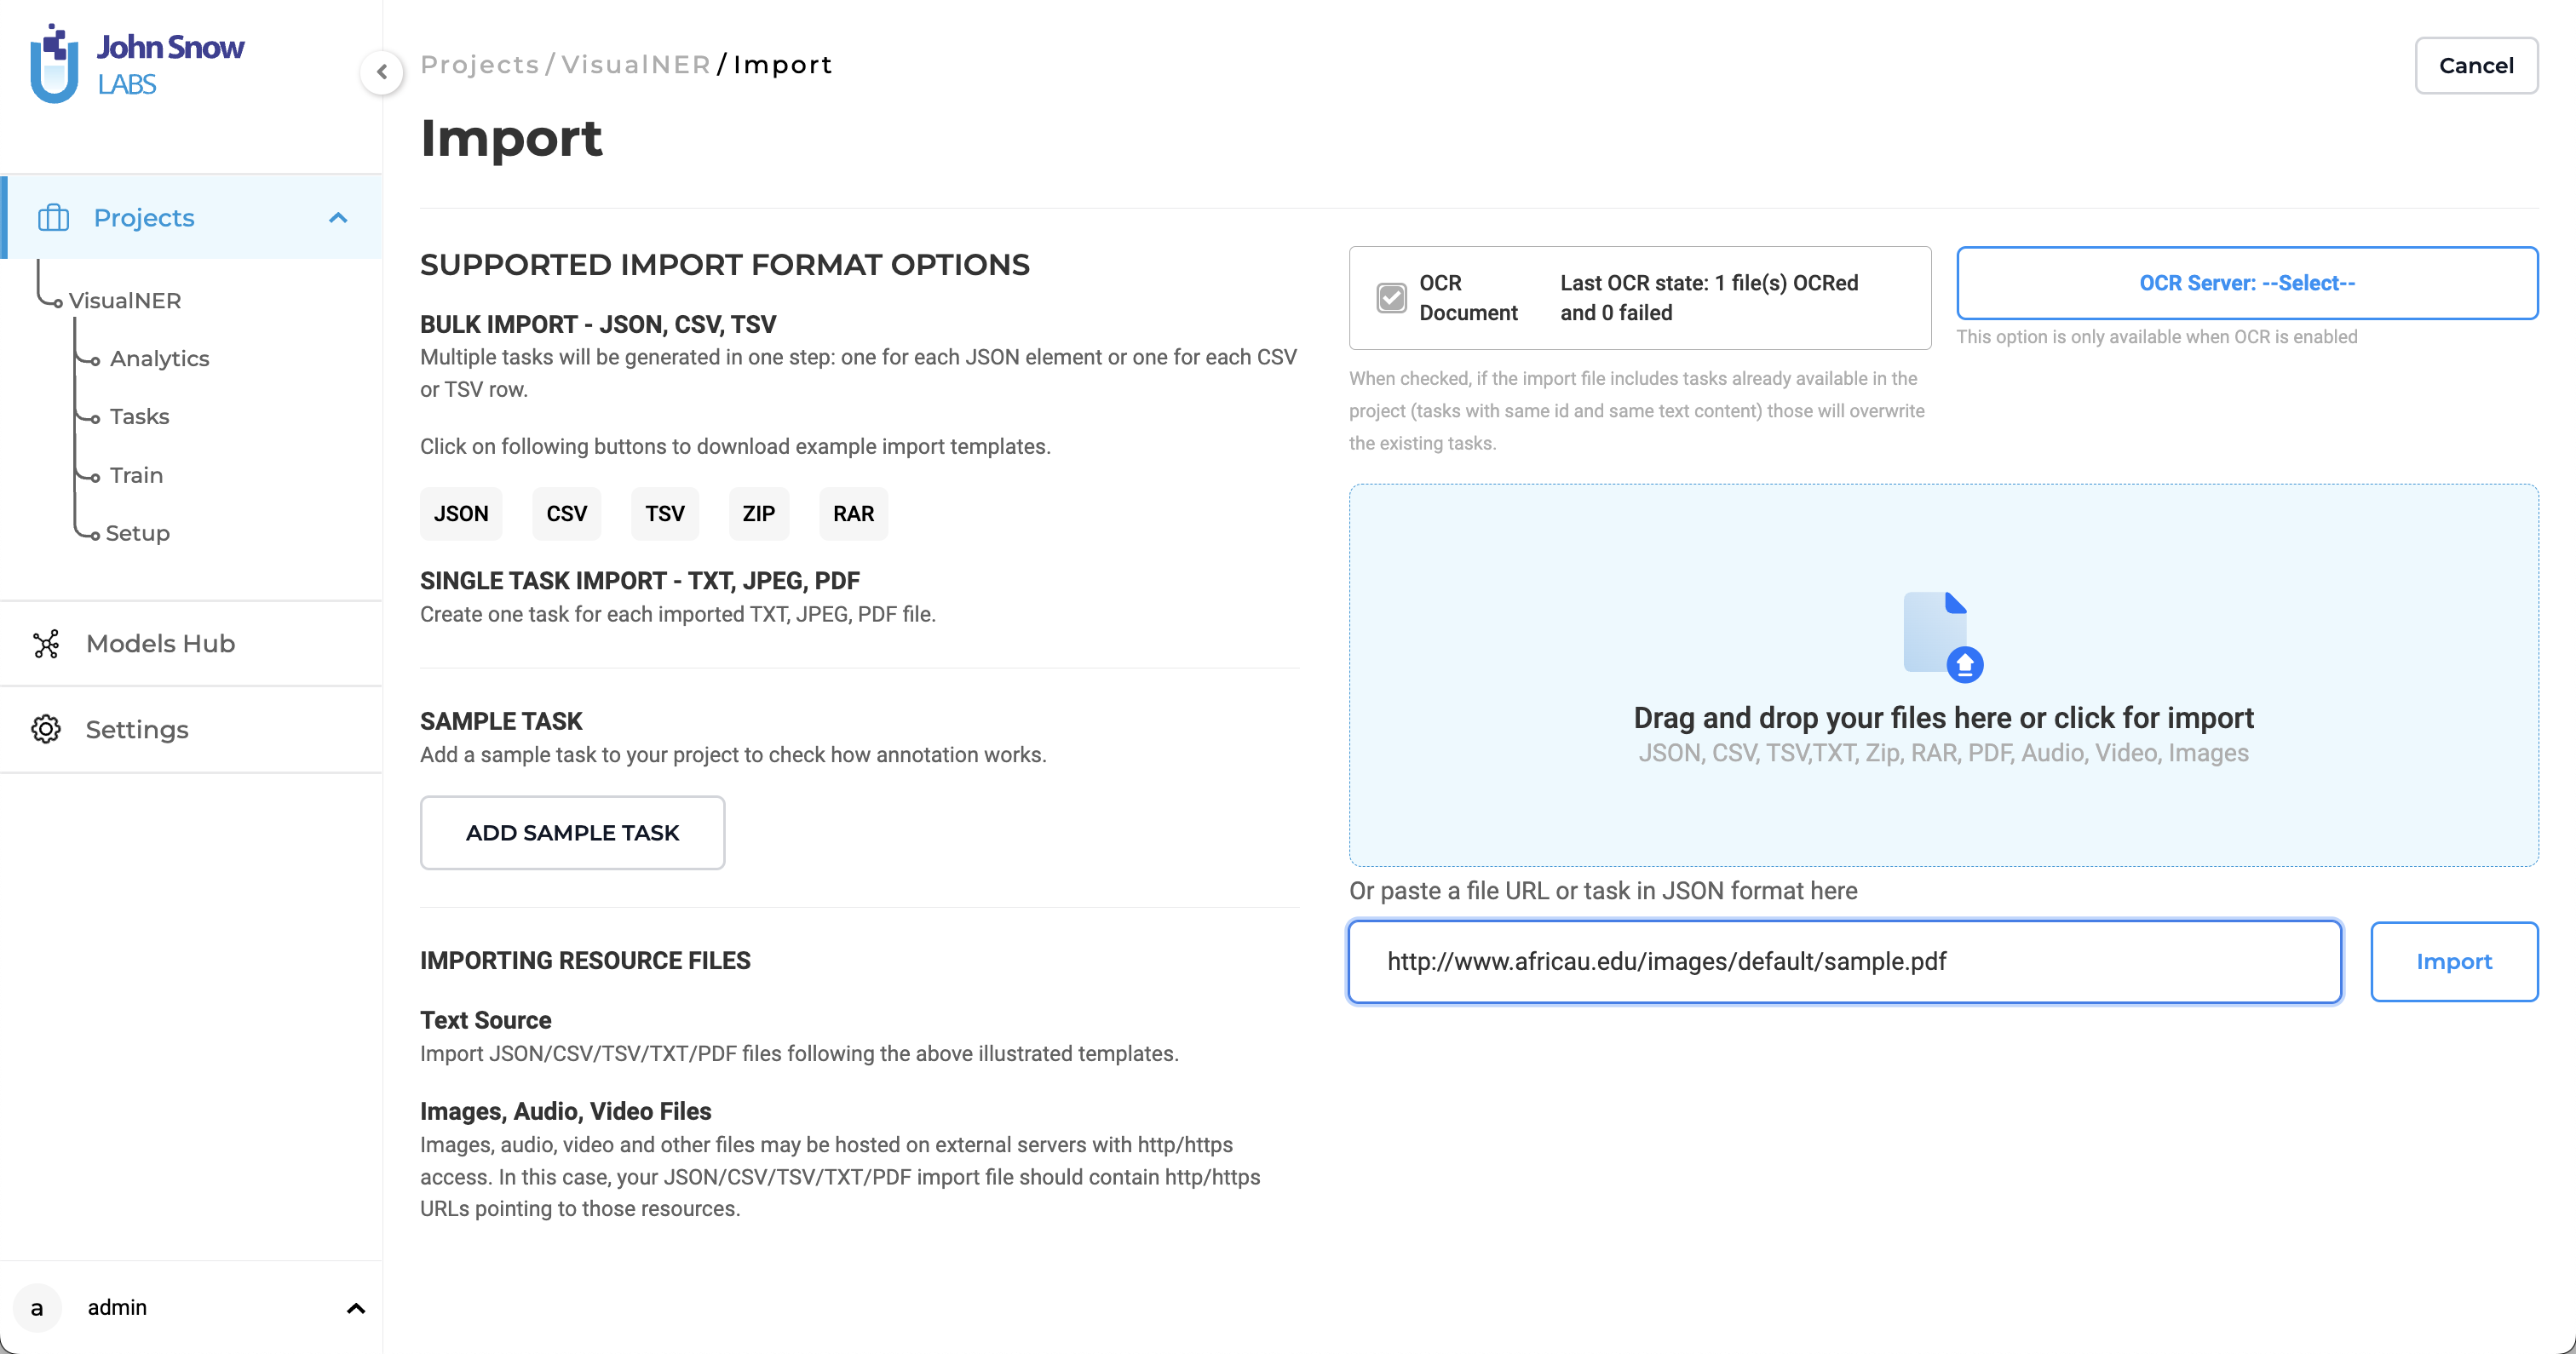 John Snow
LABS
Projects
VisualNER
Analytics
Tasks
Train
Setup
Models Hub
Settings
a admin
Projects / VisualNER / Import
Cancel
Import
SUPPORTED IMPORT FORMAT OPTIONS
BULK IMPORT - JSON, CSV, TSV
Multiple tasks will be generated in one step: one for each JSON element or one for each CSV
or TSV row.
Click on following buttons to download example import templates.
JSON CSV TSV ZIP RAR
SINGLE TASK IMPORT - TXT, JPEG, PDF
Create one task for each imported TXT, JPEG, PDF file.
SAMPLE TASK
Add a sample task to your project to check how annotation works.
ADD SAMPLE TASK
IMPORTING RESOURCE FILES
Text Source
Import JSON/CSV/TSV/TXT/PDF files following the above illustrated templates.
Images, Audio, Video Files
Images, audio, video and other files may be hosted on external servers with http/https
access. In this case, your JSON/CSV/TSV/TXT/PDF import file should contain http/https
URLs pointing to those resources.
OCR
Document
Last OCR state: 1 file(s) OCRed
and 0 failed
When checked, if the import file includes tasks already available in the
project (tasks with same id and same text content) those will overwrite
the existing tasks.
OCR Server: --Select--
This option is only available when OCR is enabled
Drag and drop your files here or click for import
JSON, CSV, TSV,TXT, Zip, RAR, PDF, Audio, Video, Images
Or paste a file URL or task in JSON format here
http://www.africau.edu/images/default/sample.pdf
Import